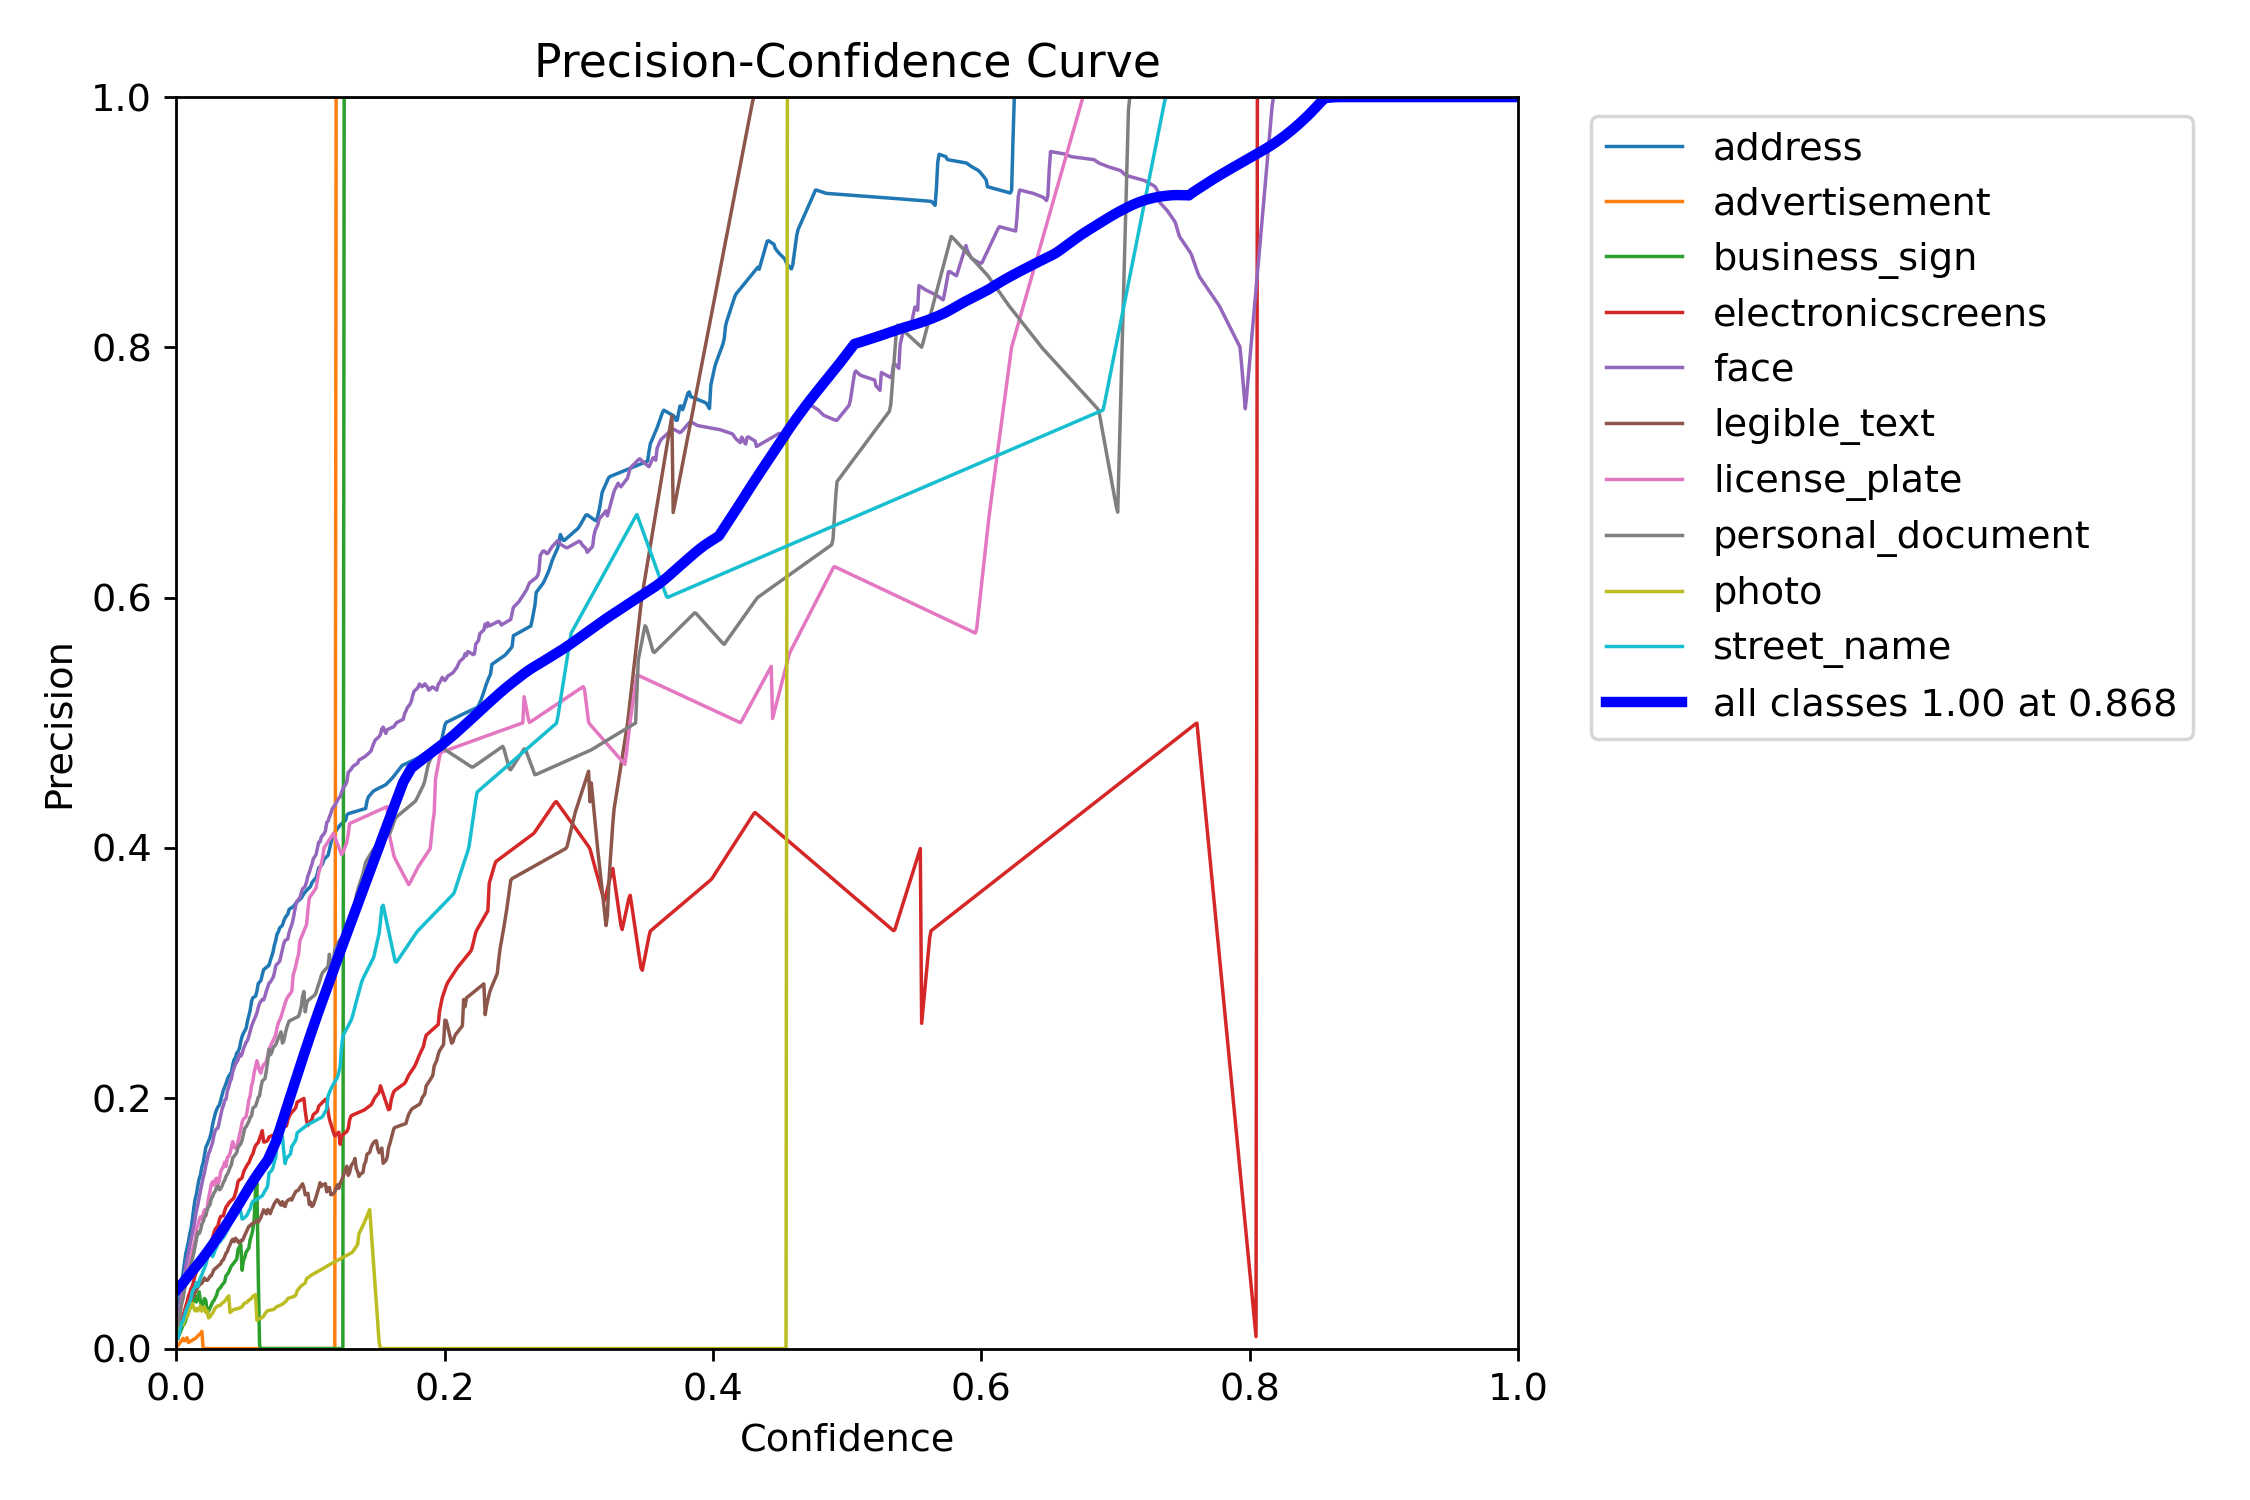 Precision-Confidence Curve
1.0
0.8
0.6
0.4
0.2
0.0
Precision
0.0 0.2 0.4 0.6 0.8 1.0
Confidence
address
advertisement
business_sign
electronicscreens
face
legible_text
license_plate
personal_document
photo
street_name
all classes 1.00 at 0.868